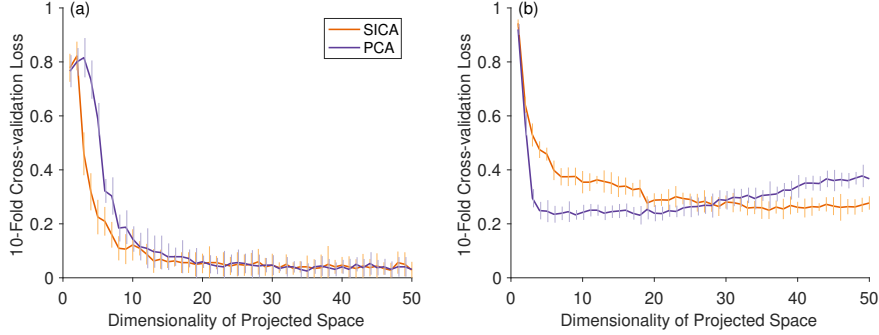 (a)
SICA
PCA
10-Fold Cross-validation Loss
1
0.8
0.6
0.4
0.2
0
0 10 20 30 40 50
Dimensionality of Projected Space
(b)
10-Fold Cross-validation Loss
1
0.8
0.6
0.4
0.2
0
0 10 20 30 40 50
Dimensionality of Projected Space